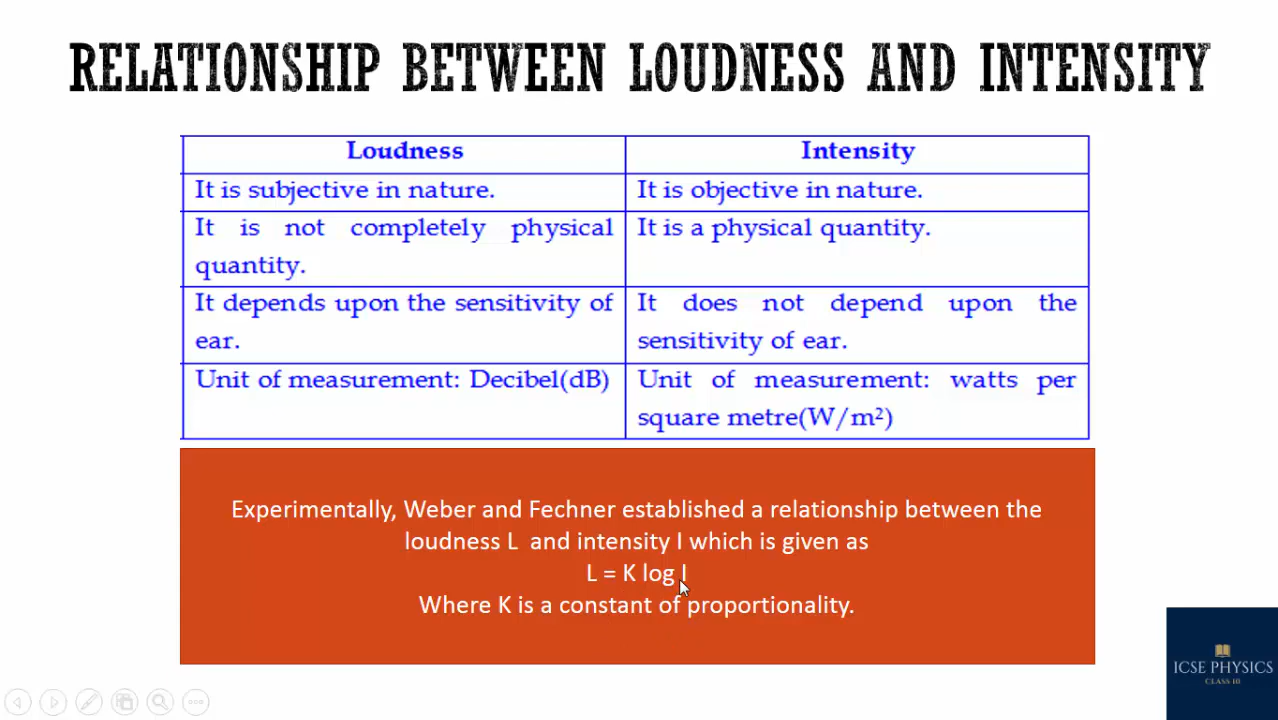 RELATIONSHIP BETWEEN LOUDNESS AND INTENSITY
Loudness
Intensity
It is subjective in nature.
It is objective in nature.
It is not completely physical
quantity.
It is a physical quantity.
It depends upon the sensitivity of
ear.
It does not depend upon the
sensitivity of ear.
Unit of measurement: Decibel(dB)
Unit of measurement: watts per
square metre(W/m²)
Experimentally, Weber and Fechner established a relationship between the
loudness L and intensity I which is given as
L = K log I
Where K is a constant of proportionality.
ICSE PHYSICS
CLASS 10